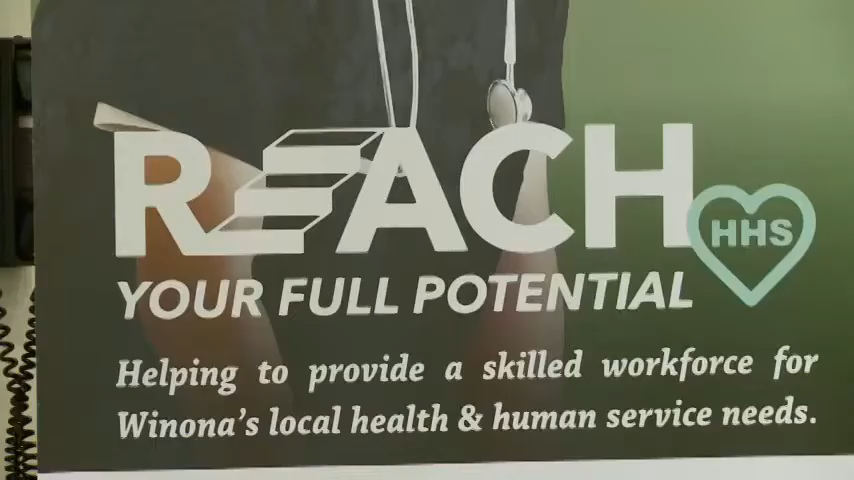 REACH
HHS
YOUR FULL POTENTIAL
Helping to provide a skilled workforce for
Winona's local health & human service needs.